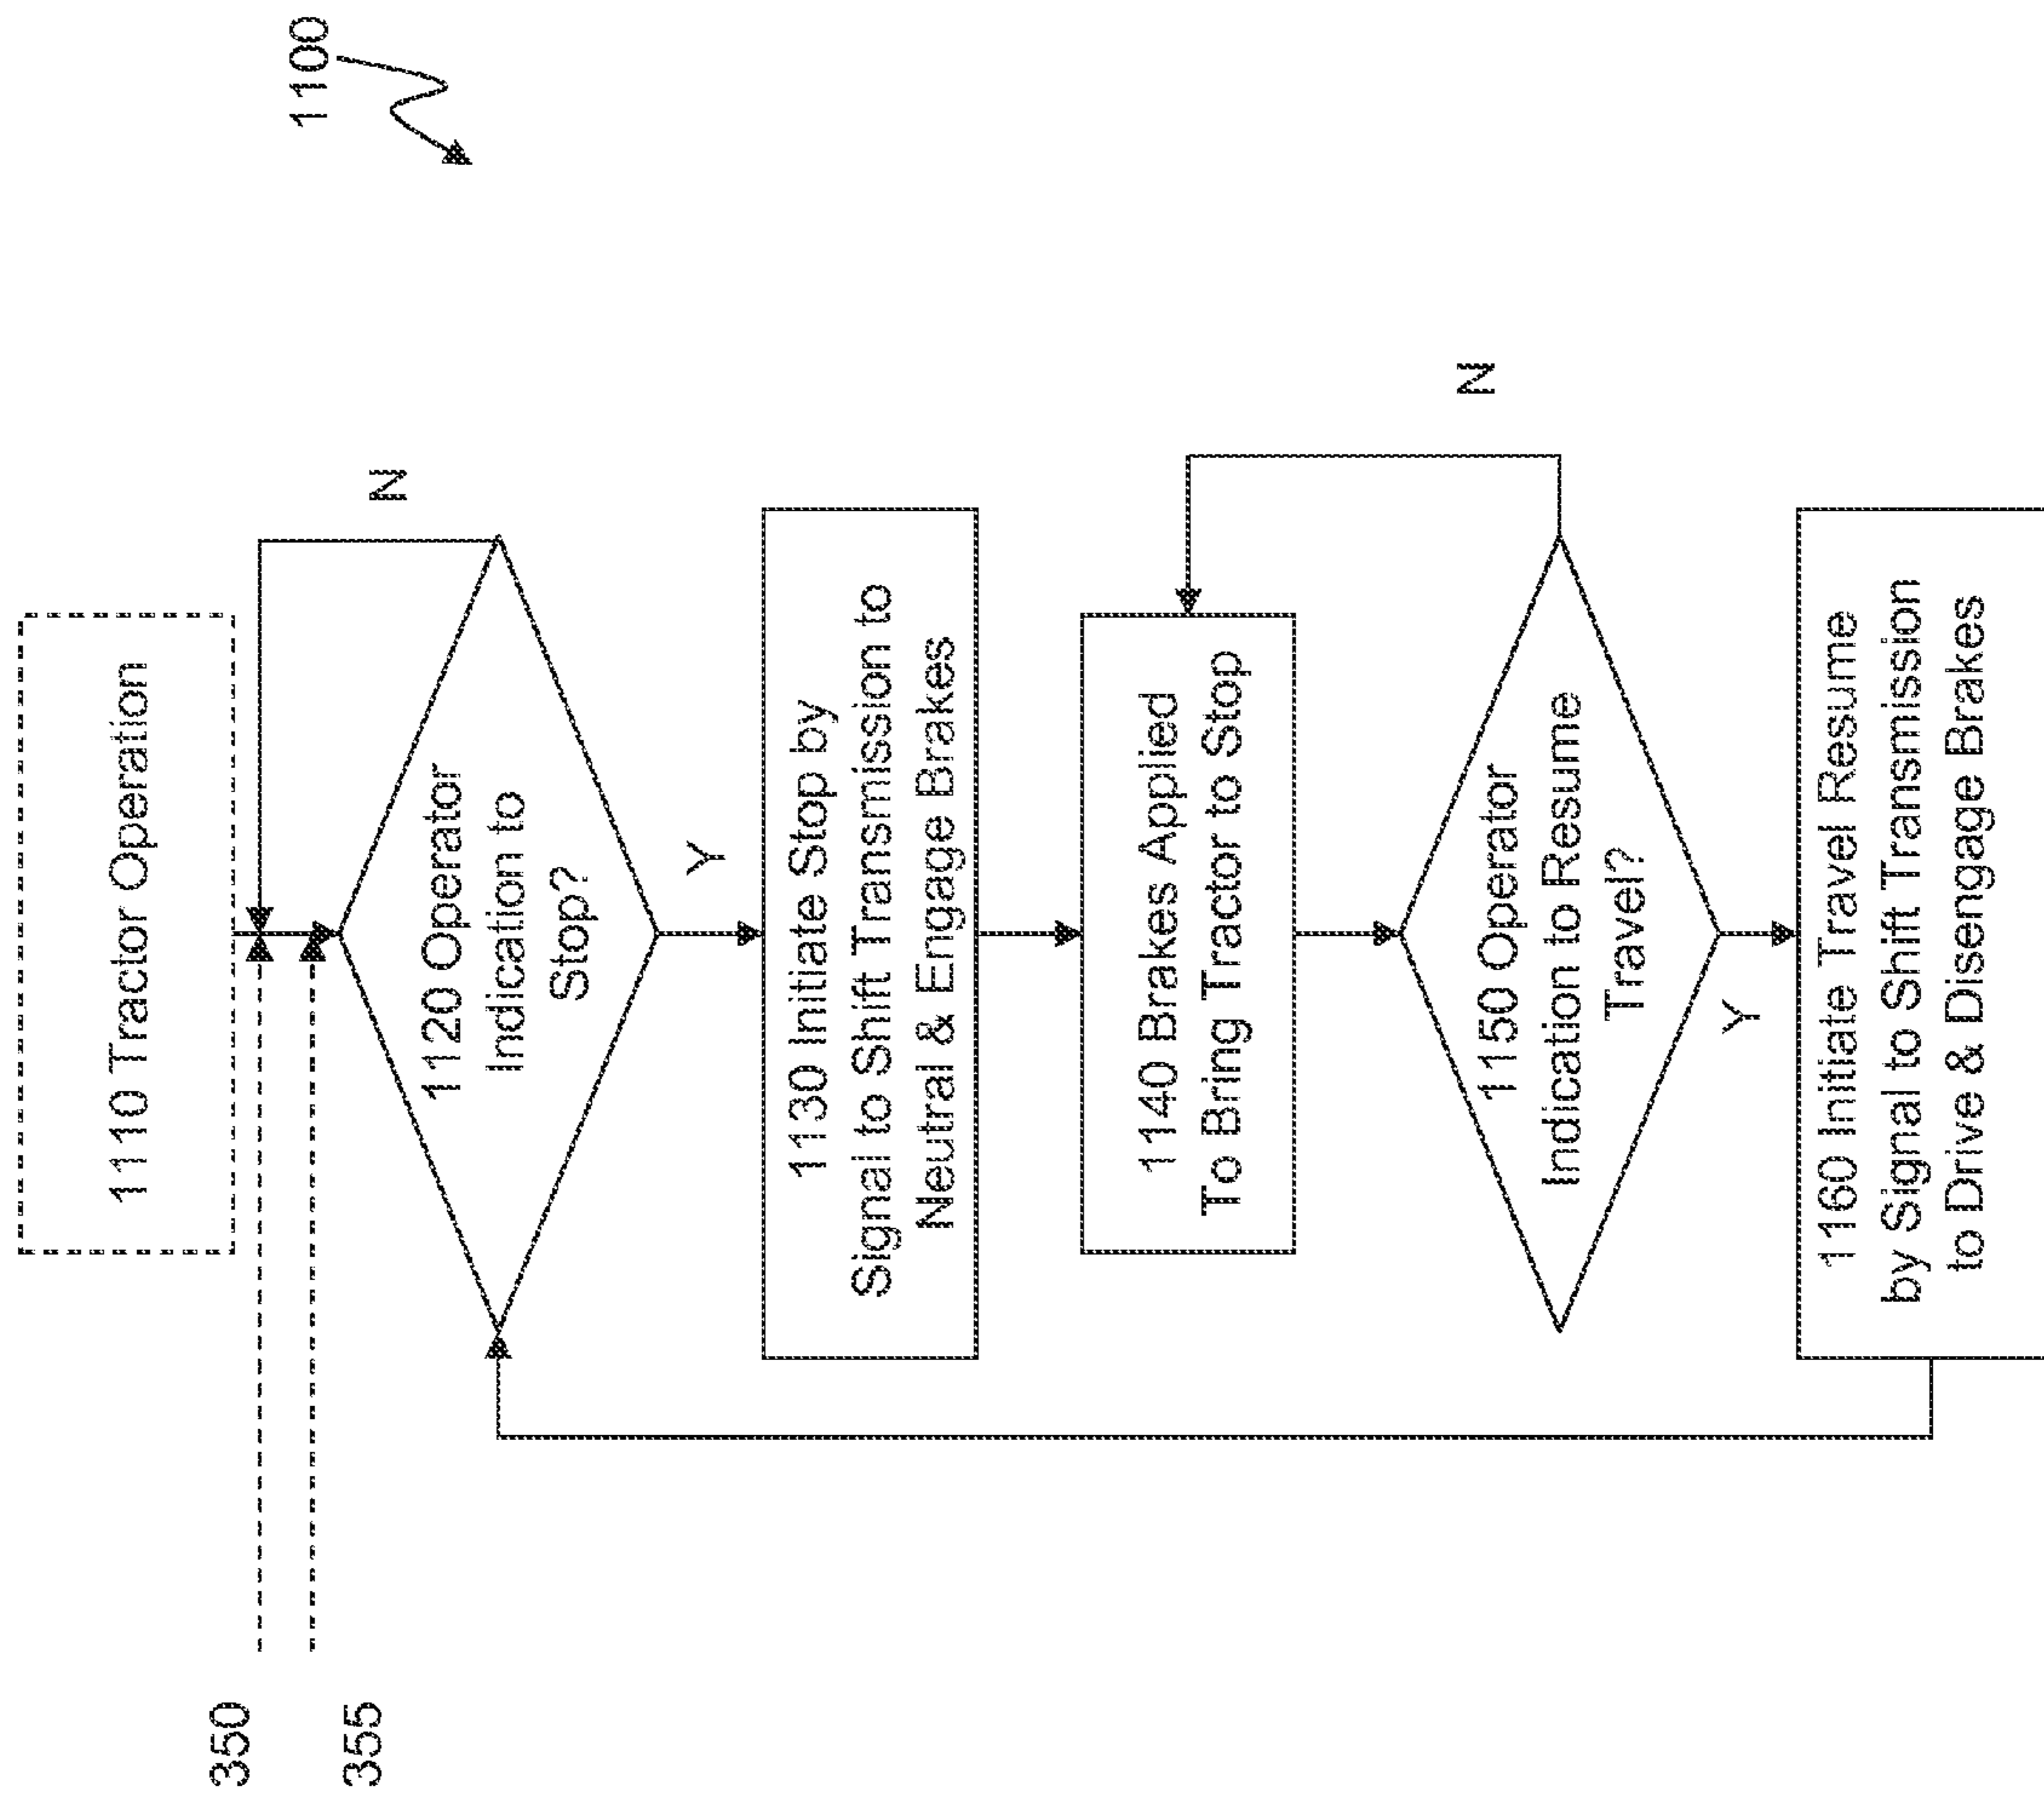 1100
350
355
1110 Tractor Operation
N
1120 Operator
Indication to
Stop?
Y
1130 Initiate Stop by
Signal to Shift Transmission to
Neutral & Engage Brakes
1140 Brakes Applied
To Bring Tractor to Stop
N
1150 Operator
Indication to Resume
Travel?
Y
1160 Initiate Travel Resume
by Signal to Shift Transmission
to Drive & Disengage Brakes